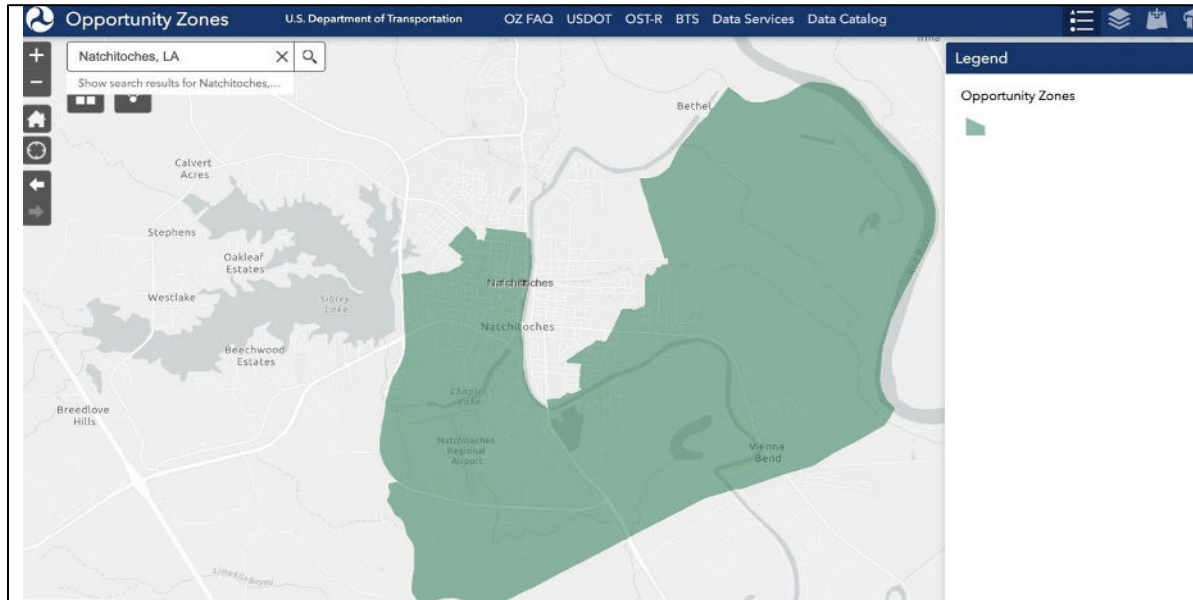 Opportunity Zones
U.S. Department of Transportation
OZ FAQ USDOT OST-R BTS Data Services Data Catalog
+
Natchitoches, LA
−
Show search results for Natchitoches,...
Legend
Opportunity Zones
Bethel
Calvert
Acres
Stephens
Oakleaf
Estates
Westlake
Sibley
Lake
Natchitoches
Natchitoches
Beechwood
Estates
Chaplin
Lake
Breedlove
Hills
Natchitoches
Regional
Airport
Vienna
Bend
Bayou